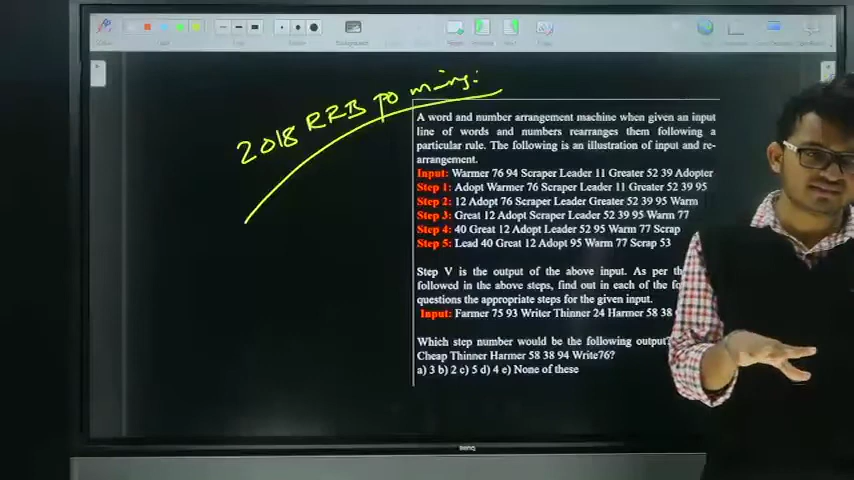 Background
2018 RRB PO mains:
A word and number arrangement machine when given an input
line of words and numbers rearranges them following a
particular rule. The following is an illustration of input and re-
arrangement.
Input: Warmer 76 94 Scraper Leader 11 Greater 52 39 Adopter
Step 1: Adopt Warmer 76 Scraper Leader 11 Greater 52 39 95
Step 2: 12 Adopt 76 Scraper Leader Greater 52 39 95 Warm
Step 3: Great 12 Adopt Scraper Leader 52 39 95 Warm 77
Step 4: 40 Great 12 Adopt Leader 52 95 Warm 77 Scrap
Step 5: Lead 40 Great 12 Adopt 95 Warm 77 Scrap 53
Step V is the output of the above input. As per
followed in the above steps, find out in each of the
questions the appropriate steps for the given input.
Input: Farmer 75 93 Writer Thinner 24 Harmer 58 38
Which step number would be the following output?
Cheap Thinner Harmer 58 38 94 Write76?
a) 3 b) 2 c) 5 d) 4 e) None of these
BenQ